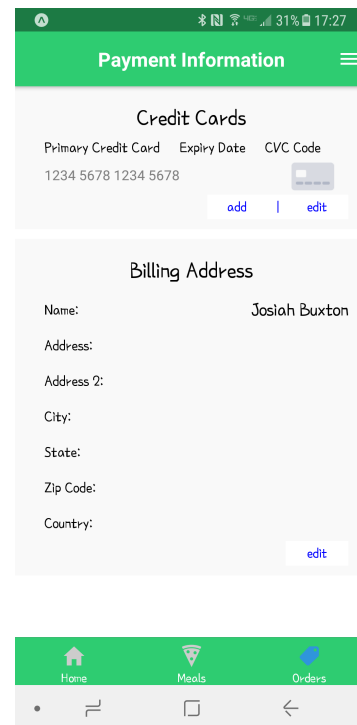 31% 17:27
Payment Information
Credit Cards
Primary Credit Card Expiry Date CVC Code
1234 5678 1234 5678
add | edit
Billing Address
Name: Josiah Buxton
Address:
Address 2:
City:
State:
Zip Code:
Country:
edit
Home Meals Orders